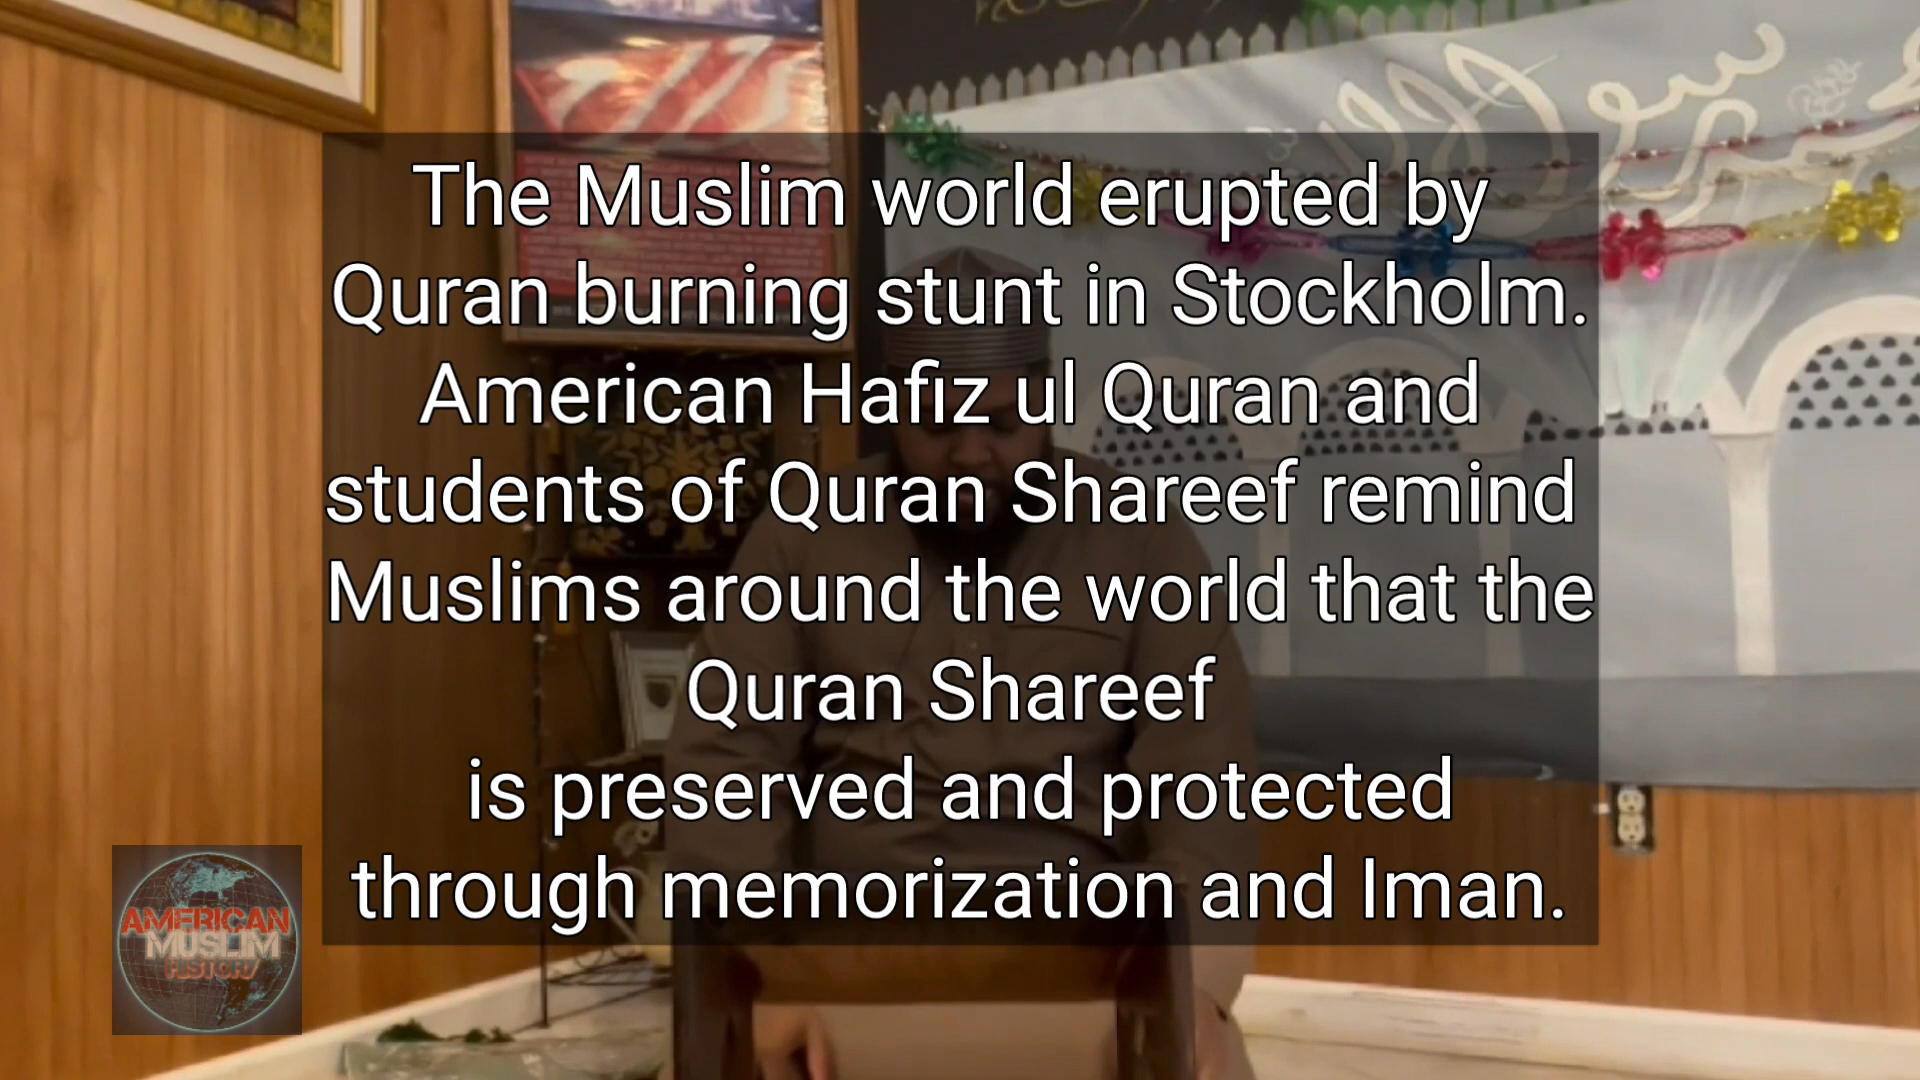 The Muslim world erupted by
Quran burning stunt in Stockholm.
American Hafiz ul Quran and
students of Quran Shareef remind
Muslims around the world that the
Quran Shareef
is preserved and protected
through memorization and Iman.
AMERICAN
MUSLIM
HISTORY